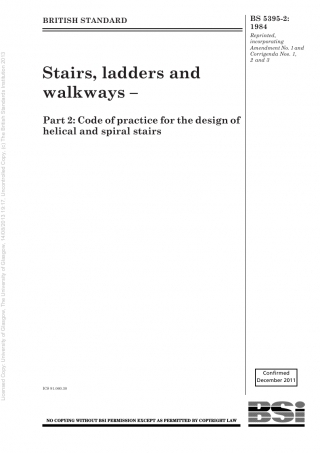 BRITISH STANDARD
BS 5395-2:
1984
Reprinted,
incorporating
Amendment No. 1 and
Corrigenda Nos. 1,
2 and 3
Stairs, ladders and
walkways –
Part 2: Code of practice for the design of
helical and spiral stairs
Licensed Copy: University of Glasgow, The University of Glasgow, 14/03/2013 13:17, Uncontrolled Copy, (c) The British Standards Institution 2013
ICS 91.060.30
Confirmed
December 2011
BSi
NO COPYING WITHOUT BSI PERMISSION EXCEPT AS PERMITTED BY COPYRIGHT LAW